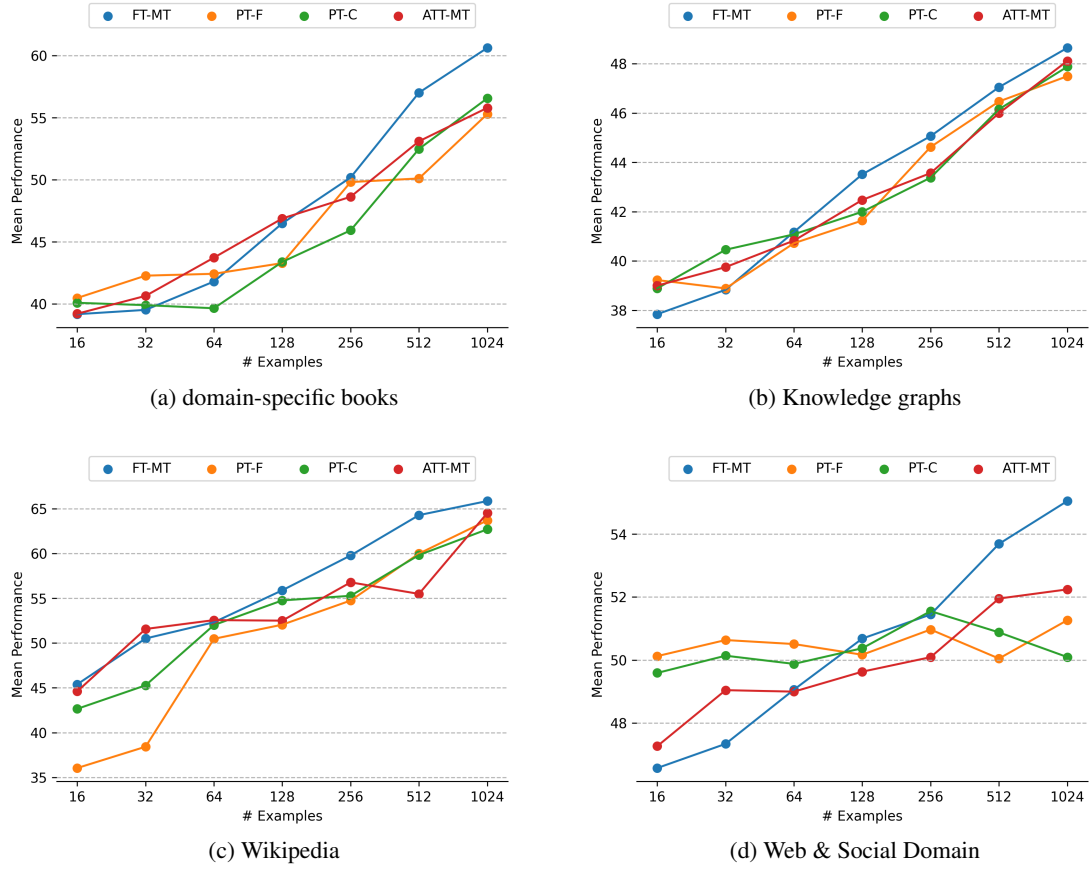 FT-MT PT-F PT-C ATT-MT
60
55
50
45
40
Mean Performance
16 32 64 128 256 512 1024
# Examples
(a) domain-specific books
FT-MT PT-F PT-C ATT-MT
48
46
44
42
40
38
Mean Performance
16 32 64 128 256 512 1024
# Examples
(b) Knowledge graphs
FT-MT PT-F PT-C ATT-MT
65
60
55
50
45
40
35
Mean Performance
16 32 64 128 256 512 1024
# Examples
(c) Wikipedia
FT-MT PT-F PT-C ATT-MT
54
52
50
48
Mean Performance
16 32 64 128 256 512 1024
# Examples
(d) Web & Social Domain